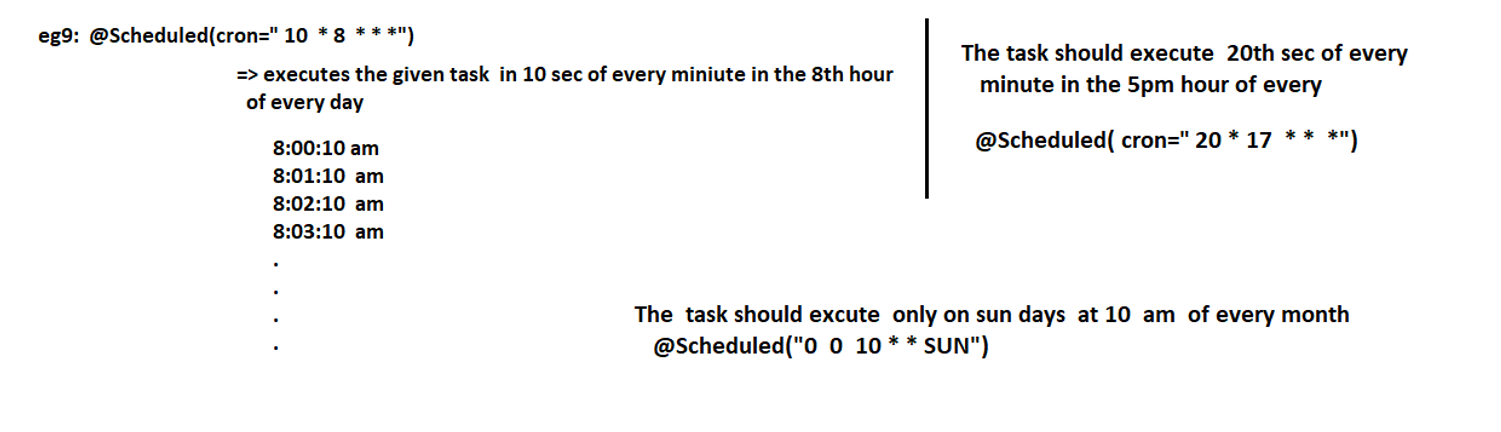 eg9: @Scheduled(cron=" 10 * 8 * * *")
=> executes the given task in 10 sec of every miniute in the 8th hour
of every day
8:00:10 am
8:01:10 am
8:02:10 am
8:03:10 am
.
.
.
.
The task should execute 20th sec of every
minute in the 5pm hour of every
@Scheduled( cron=" 20 * 17 * * *")
The task should excute only on sun days at 10 am of every month
@Scheduled("0 0 10 * * SUN")